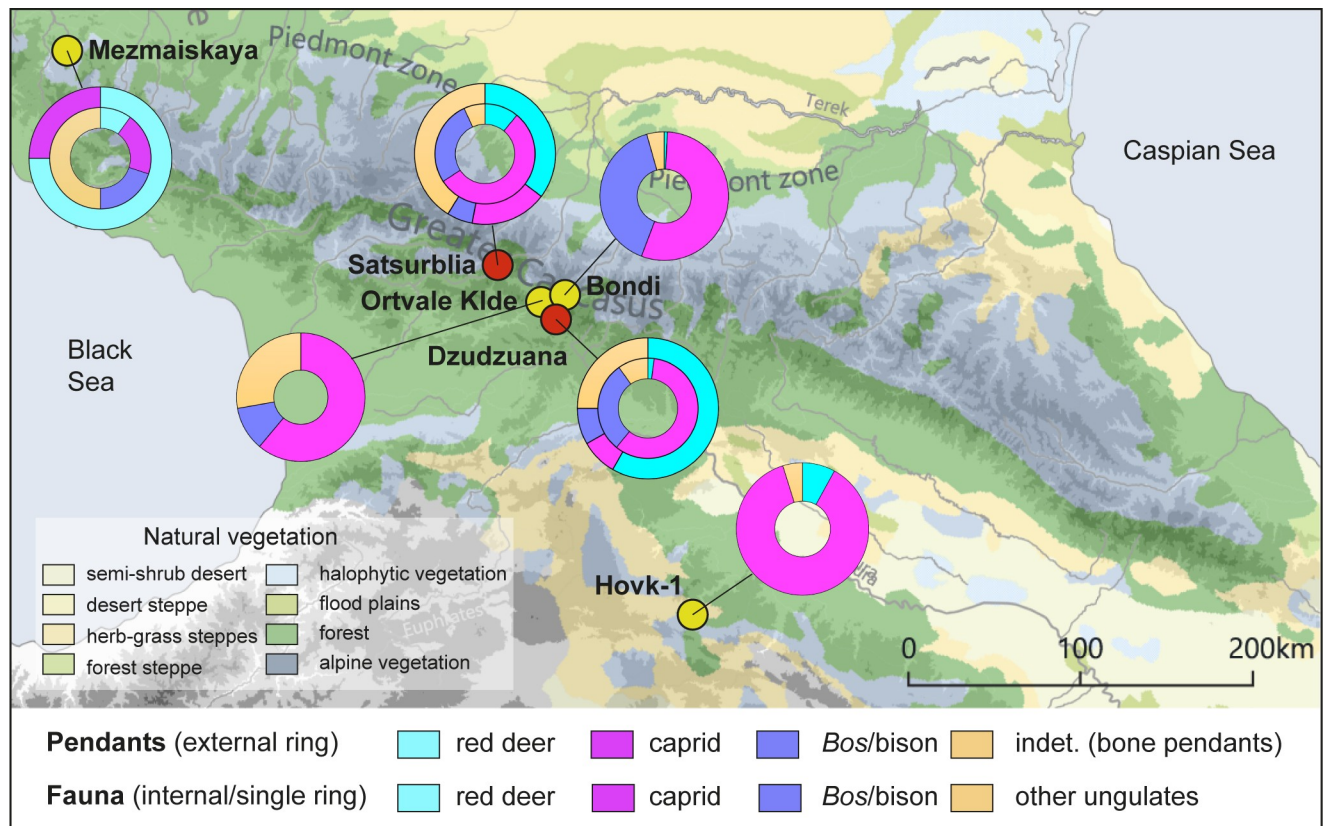 Mezmaiskaya
Piedmont zone
Terek
Caspian Sea
Piedmont zone
Greater Caucasus
Satsurblia
Bondi
Ortvale Klde
Dzudzuana
Black
Sea
Hovk-1
Euphrates
Natural vegetation
semi-shrub desert
halophytic vegetation
desert steppe
flood plains
herb-grass steppes
forest
forest steppe
alpine vegetation
0 100 200km
Pendants (external ring) red deer caprid Bos/bison indet. (bone pendants)
Fauna (internal/single ring) red deer caprid Bos/bison other ungulates